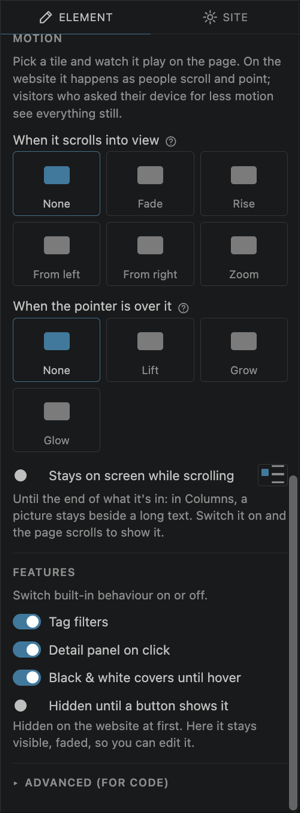 ELEMENT
SITE
MOTION
Pick a tile and watch it play on the page. On the
website it happens as people scroll and point;
visitors who asked their device for less motion
see everything still.
When it scrolls into view ?
None
Fade
Rise
From left
From right
Zoom
When the pointer is over it ?
None
Lift
Grow
Glow
Stays on screen while scrolling
Until the end of what it's in: in Columns, a
picture stays beside a long text. Switch it on and
the page scrolls to show it.
FEATURES
Switch built-in behaviour on or off.
Tag filters
Detail panel on click
Black & white covers until hover
Hidden until a button shows it
Hidden on the website at first. Here it stays
visible, faded, so you can edit it.
ADVANCED (FOR CODE)